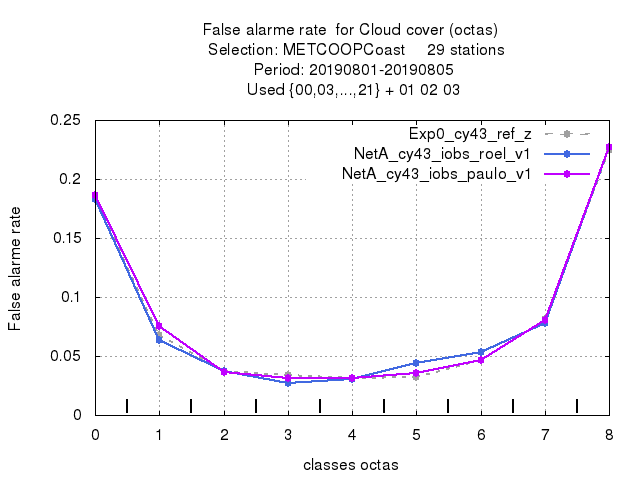 False alarme rate  for Cloud cover (octas)
Selection: METCOOPCoast     29 stations
Period: 20190801-20190805
Used {00,03,...,21} + 01 02 03
Exp0_cy43_ref_z
NetA_cy43_iobs_roel_v1
NetA_cy43_iobs_paulo_v1
False alarme rate
0.25
0.2
0.15
0.1
0.05
0
0 1 2 3 4 5 6 7 8
classes octas